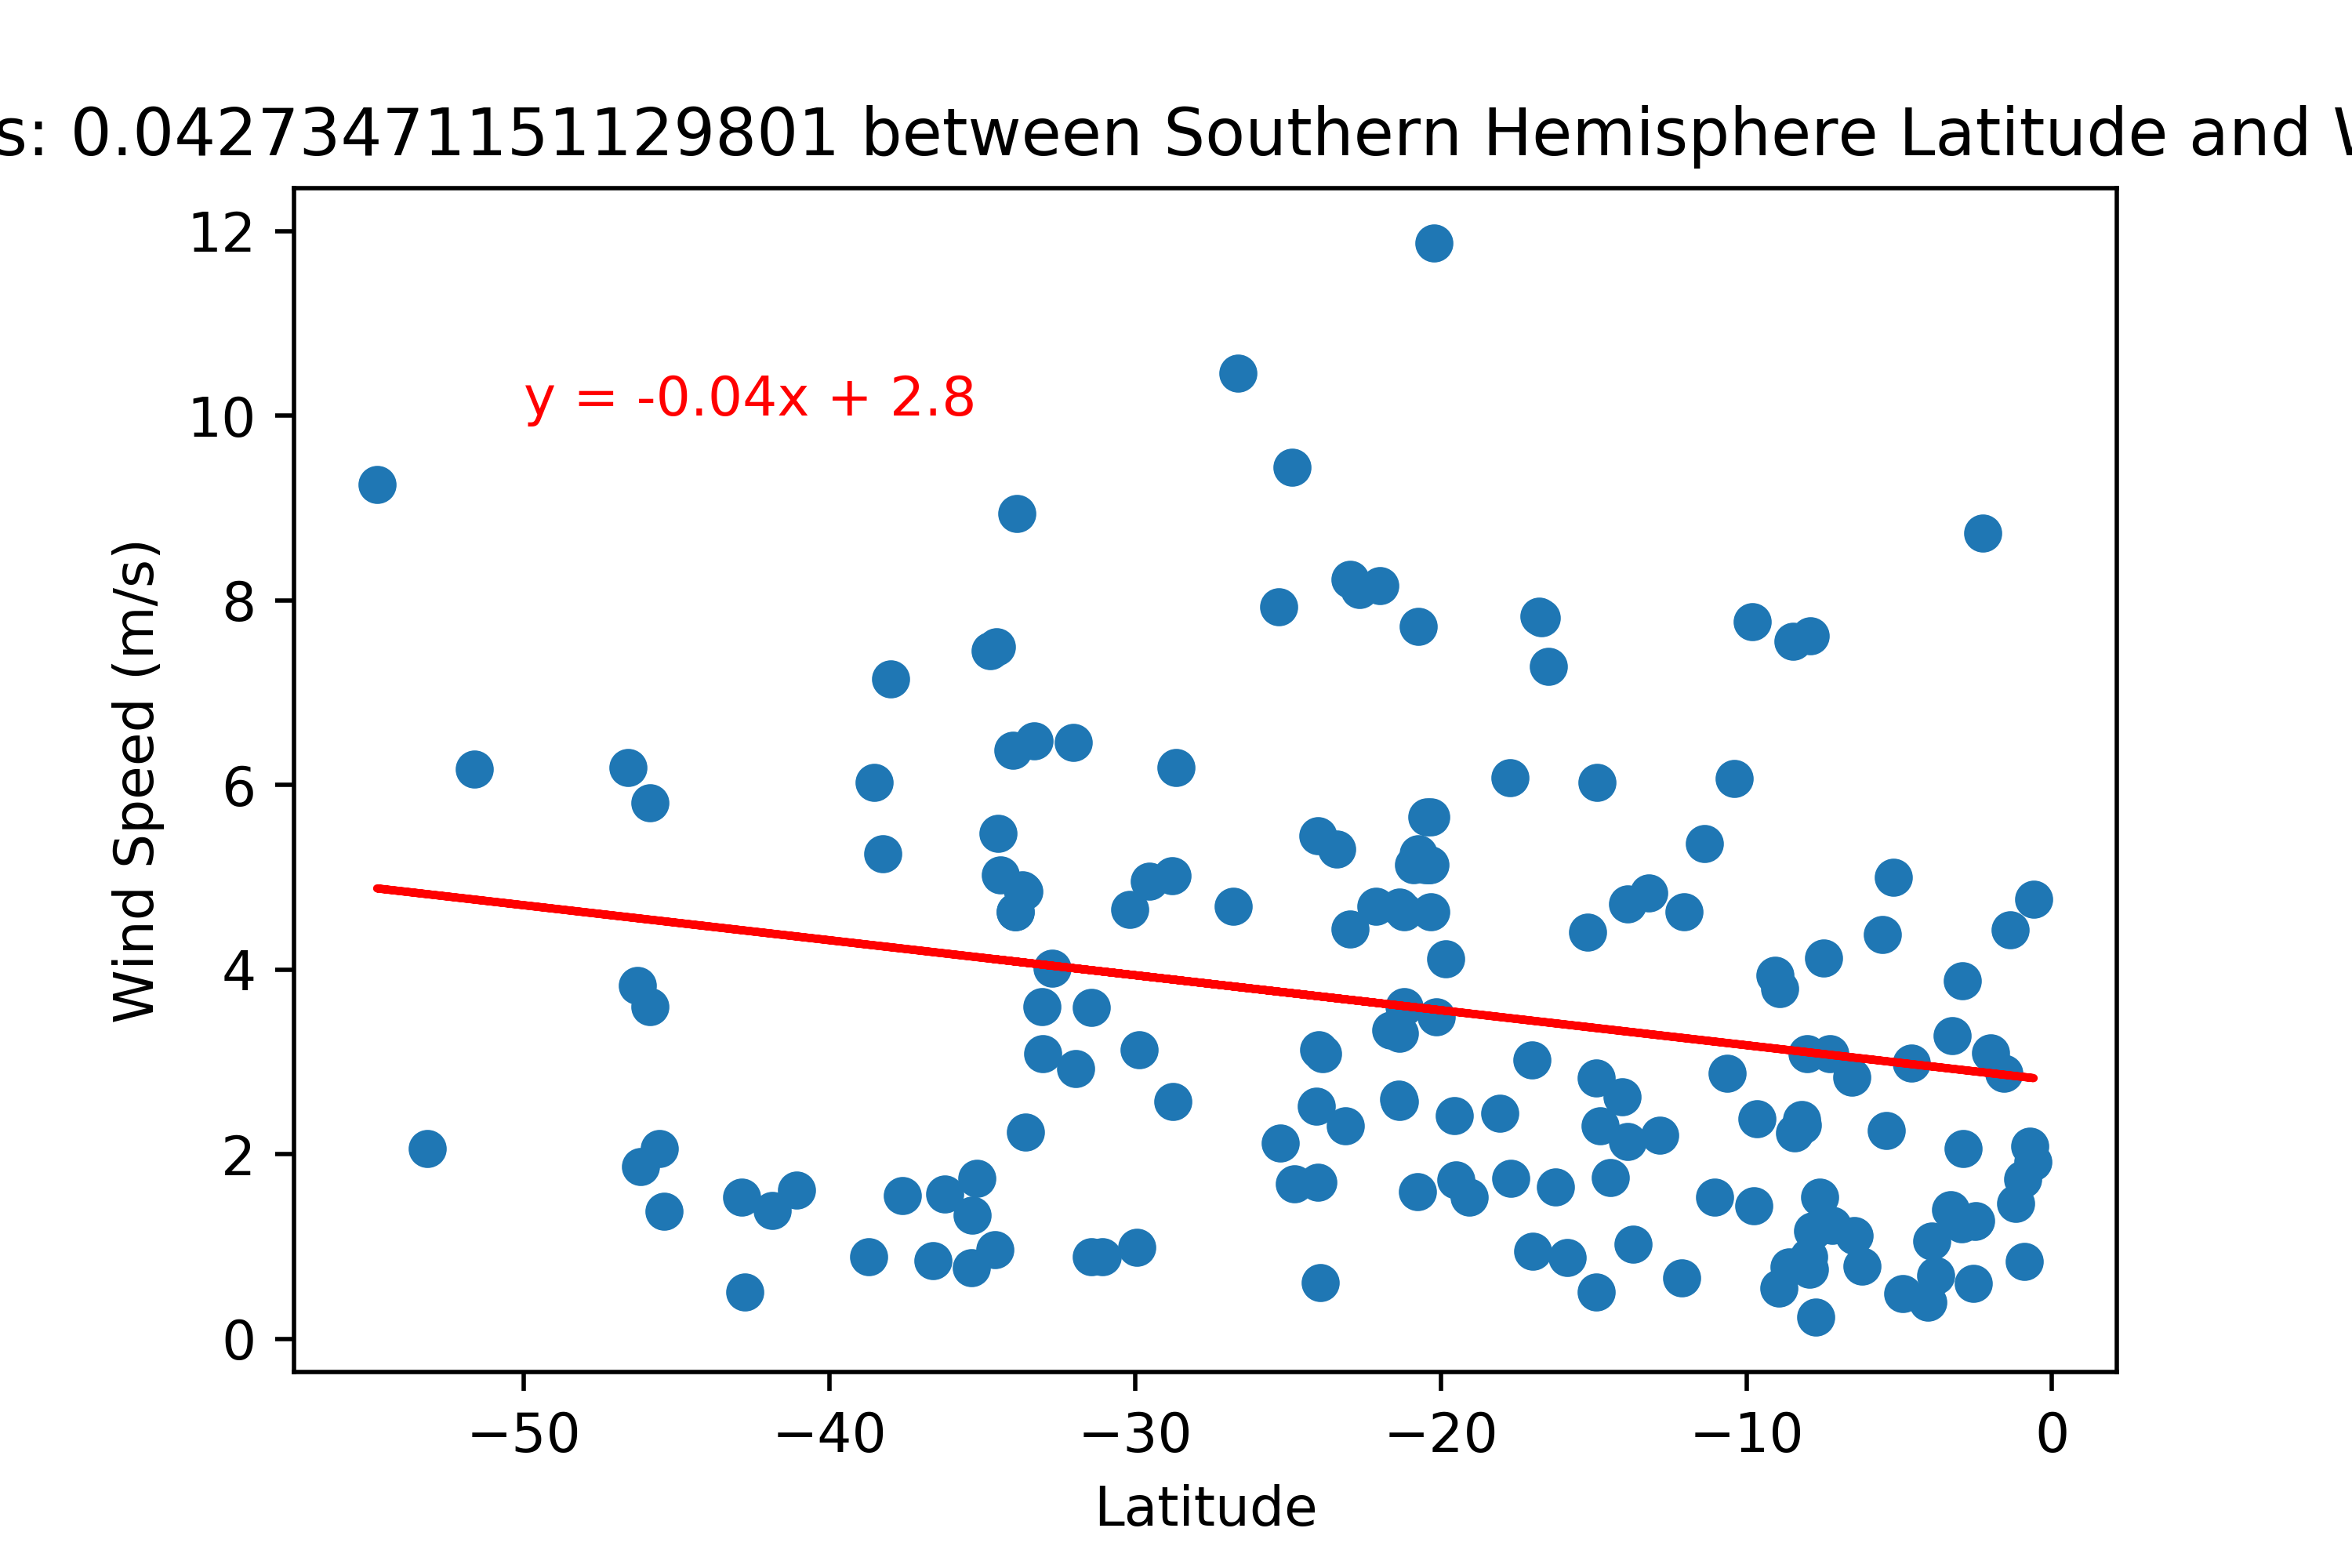 s: 0.04273471151129801 between Southern Hemisphere Latitude and
12
10
8
6
4
2
0
y = -0.04x + 2.8
Wind Speed (m/s)
−50 −40 −30 −20 −10 0
Latitude